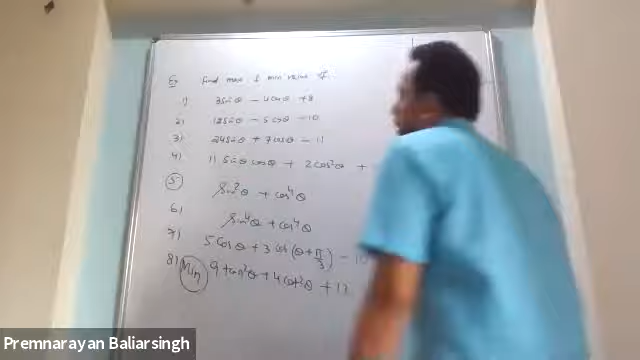 Ex Find max & min value of.
1) 3sinθ - 4cosθ + 8
2) 12sinθ - 5cosθ - 10
3) 24sinθ + 7cosθ - 11
4) 11 sinθ cosθ + 2cos²θ +
5 sin²θ + cos⁴θ
6) sin⁴θ + cos⁴θ
7) 5cosθ + 3cos(θ + π/3) - 10
8) Min 9tan²θ + 4cot²θ + 12
Premnarayan Baliarsingh